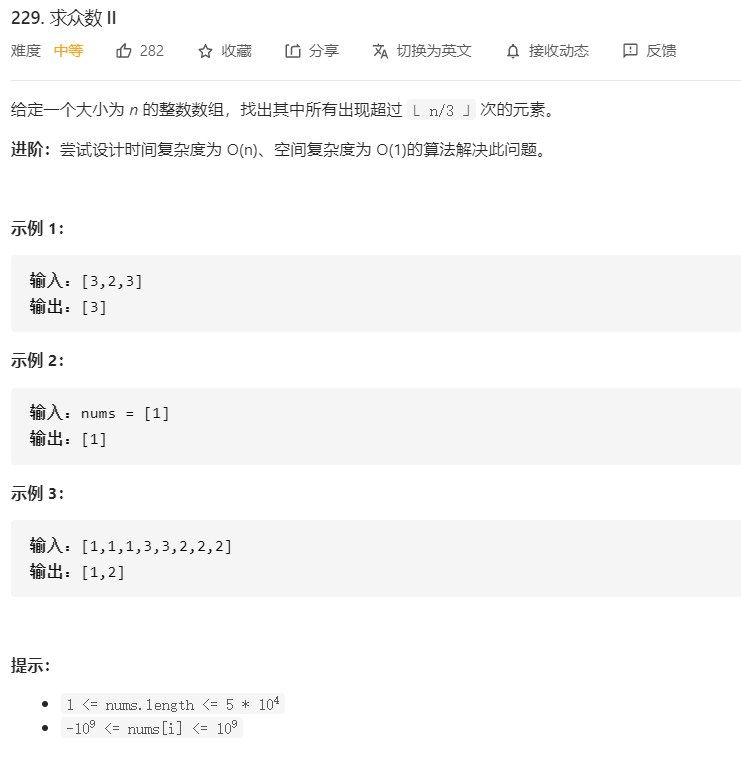 229. 求众数 II
难度 中等 282 收藏 分享 切换为英文 接收动态 反馈
给定一个大小为 n 的整数数组，找出其中所有出现超过 ⌊ n/3 ⌋ 次的元素。
进阶：尝试设计时间复杂度为 O(n)、空间复杂度为 O(1)的算法解决此问题。
示例 1：
输入：[3,2,3]
输出：[3]
示例 2：
输入：nums = [1]
输出：[1]
示例 3：
输入：[1,1,1,3,3,2,2,2]
输出：[1,2]
提示：
1 <= nums.length <= 5 * 10⁴
-10⁹ <= nums[i] <= 10⁹